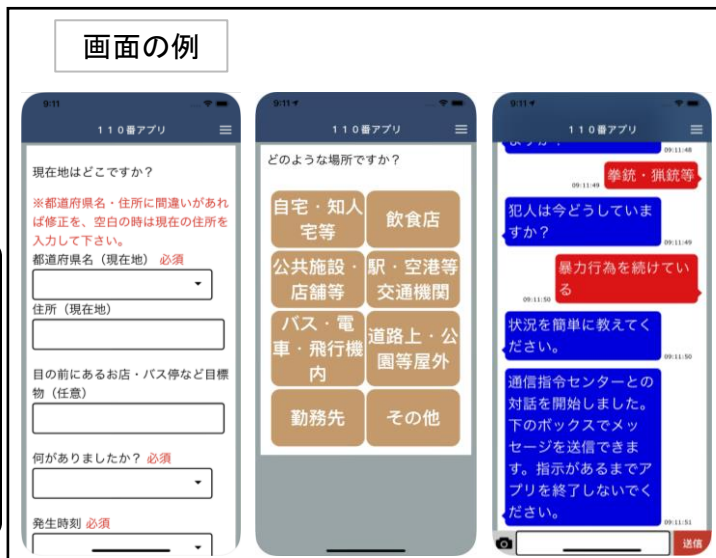 画面の例
9:11
110番アプリ
現在地はどこですか？
※都道府県名・住所に間違いがあれ
ば修正を、空白の時は現在の住所を
入力して下さい。
都道府県名（現在地） 必須
住所（現在地）
目の前にあるお店・バス停など目標
物（任意）
何がありましたか？ 必須
発生時刻 必須
9:11
110番アプリ
どのような場所ですか？
自宅・知人
宅等
飲食店
公共施設・
店舗等
駅・空港等
交通機関
バス・電
車・飛行機
内
道路上・公
園等屋外
勤務先
その他
9:11
110番アプリ
09:11:48
拳銃・猟銃等
09:11:49
犯人は今どうしていま
すか？
09:11:49
暴力行為を続けてい
る
09:11:50
状況を簡単に教えてく
ださい。
09:11:50
通信指令センターとの
対話を開始しました。
下のボックスでメッ
セージを送信できま
す。指示があるまでア
プリを終了しないでく
ださい。
09:11:51
送信